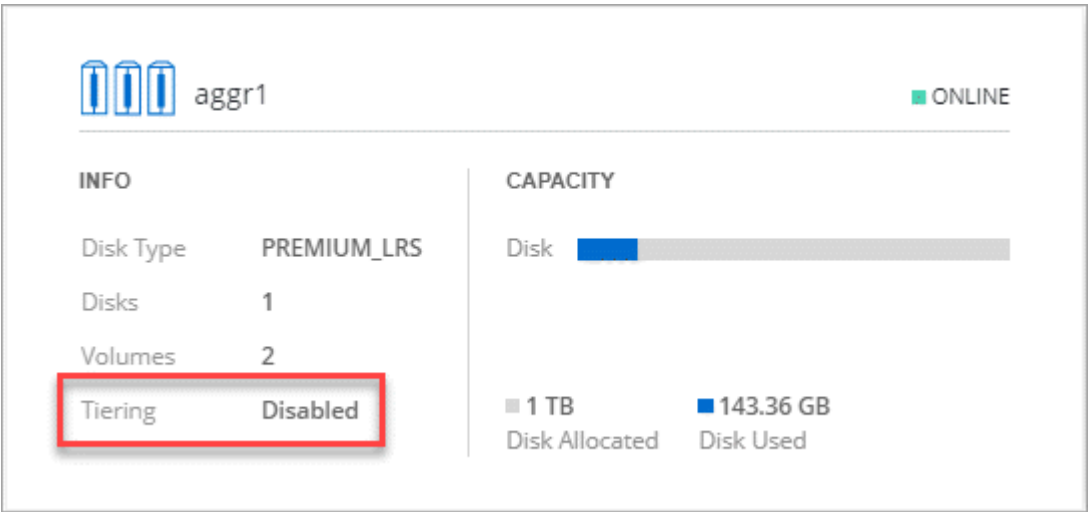 aggr1
ONLINE
INFO
Disk Type PREMIUM_LRS
Disks 1
Volumes 2
Tiering Disabled
CAPACITY
Disk
1 TB
Disk Allocated
143.36 GB
Disk Used